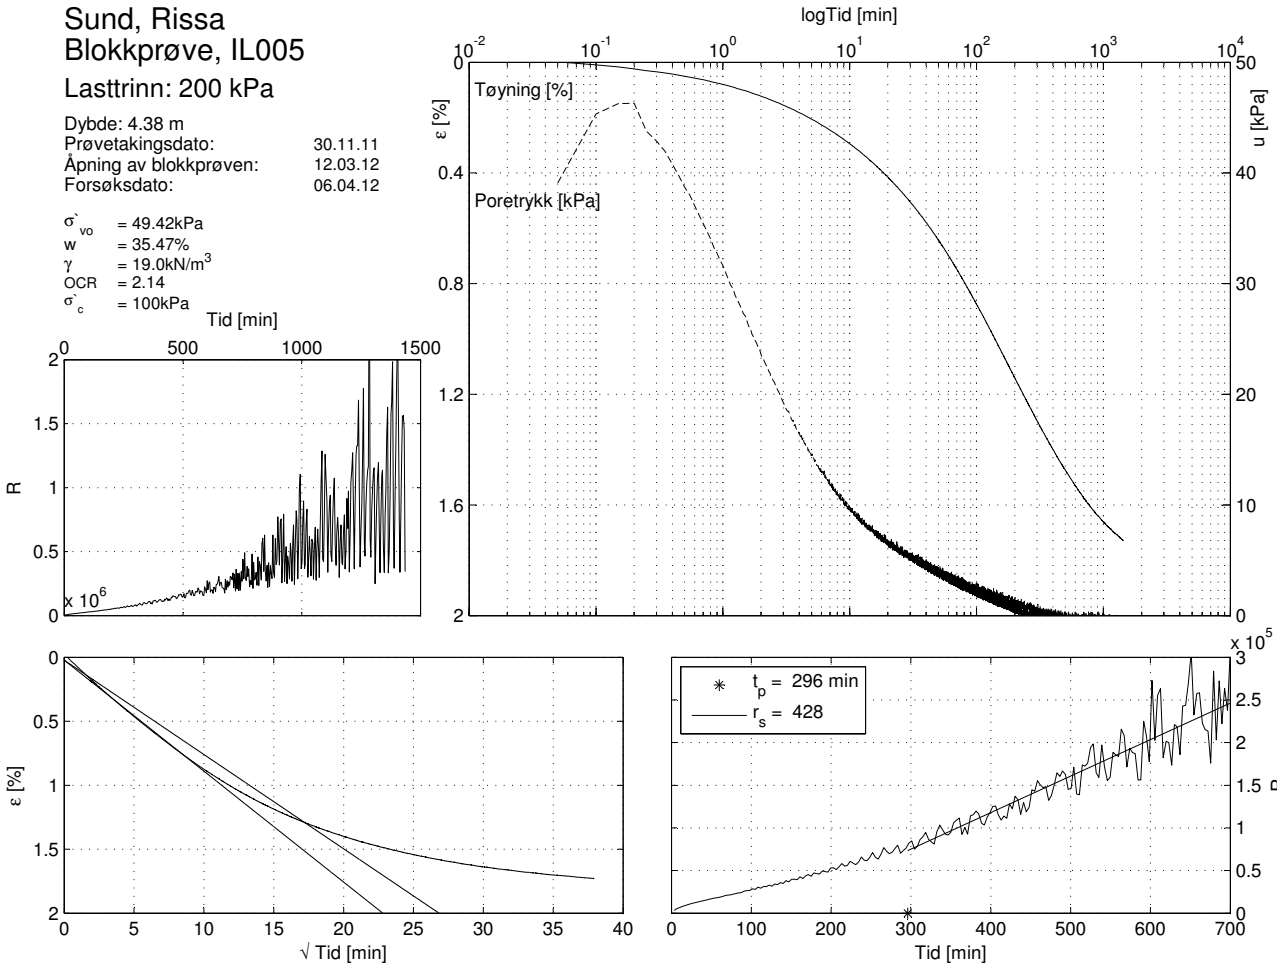 Sund, Rissa
Blokkprøve, IL005
Lasttrinn: 200 kPa
Dybde: 4.38 m
Prøvetakingsdato: 30.11.11
Åpning av blokkprøven: 12.03.12
Forsøksdato: 06.04.12
σ`vo = 49.42kPa
w = 35.47%
γ = 19.0kN/m³
OCR = 2.14
σ`c = 100kPa
logTid [min]
10⁻² 10⁻¹ 10⁰ 10¹ 10² 10³ 10⁴
Tøyning [%]
Poretrykk [kPa]
ε [%]
0 0.4 0.8 1.2 1.6 2
u [kPa]
50 40 30 20 10 0
Tid [min]
0 500 1000 1500
R
2 1.5 1 0.5 0
x 10⁶
ε [%]
0 0.5 1 1.5 2
0 5 10 15 20 25 30 35 40
√ Tid [min]
tp = 296 min
rs = 428
x 10⁵
3 2.5 2 1.5 1 0.5 0
0 100 200 300 400 500 600 700
Tid [min]